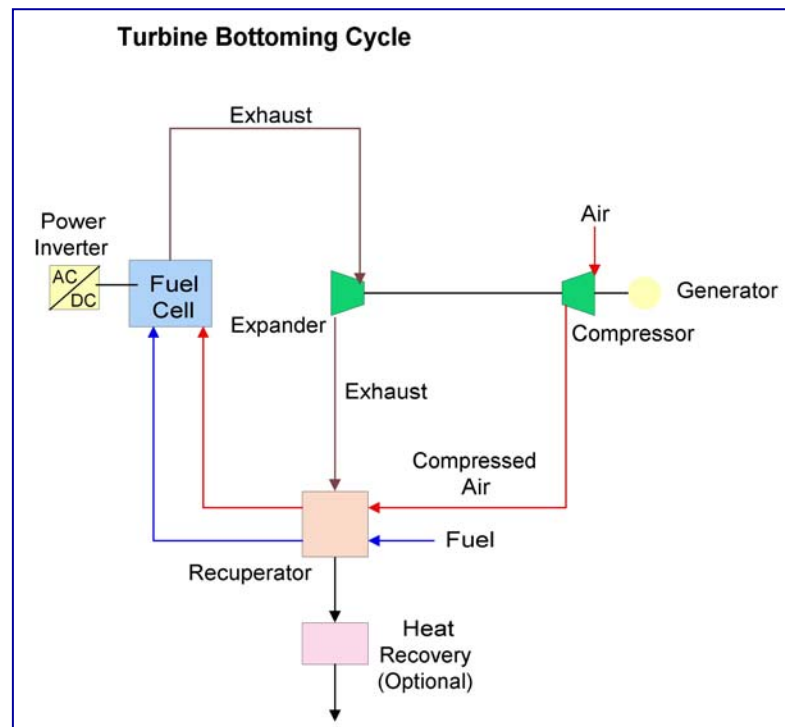 Turbine Bottoming Cycle
Exhaust
Air
Power
Inverter
AC
DC
Fuel
Cell
Generator
Expander
Compressor
Exhaust
Compressed
Air
Fuel
Recuperator
Heat
Recovery
(Optional)